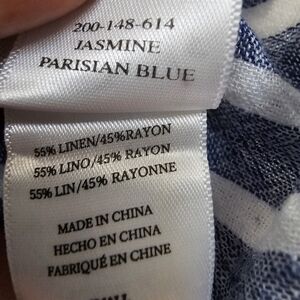 200-148-614
JASMINE
PARISIAN BLUE
55% LINEN/45%RAYON
55% LINO/45% RAYON
55% LIN/45% RAYONNE
MADE IN CHINA
HECHO EN CHINA
FABRIQUÉ EN CHINE